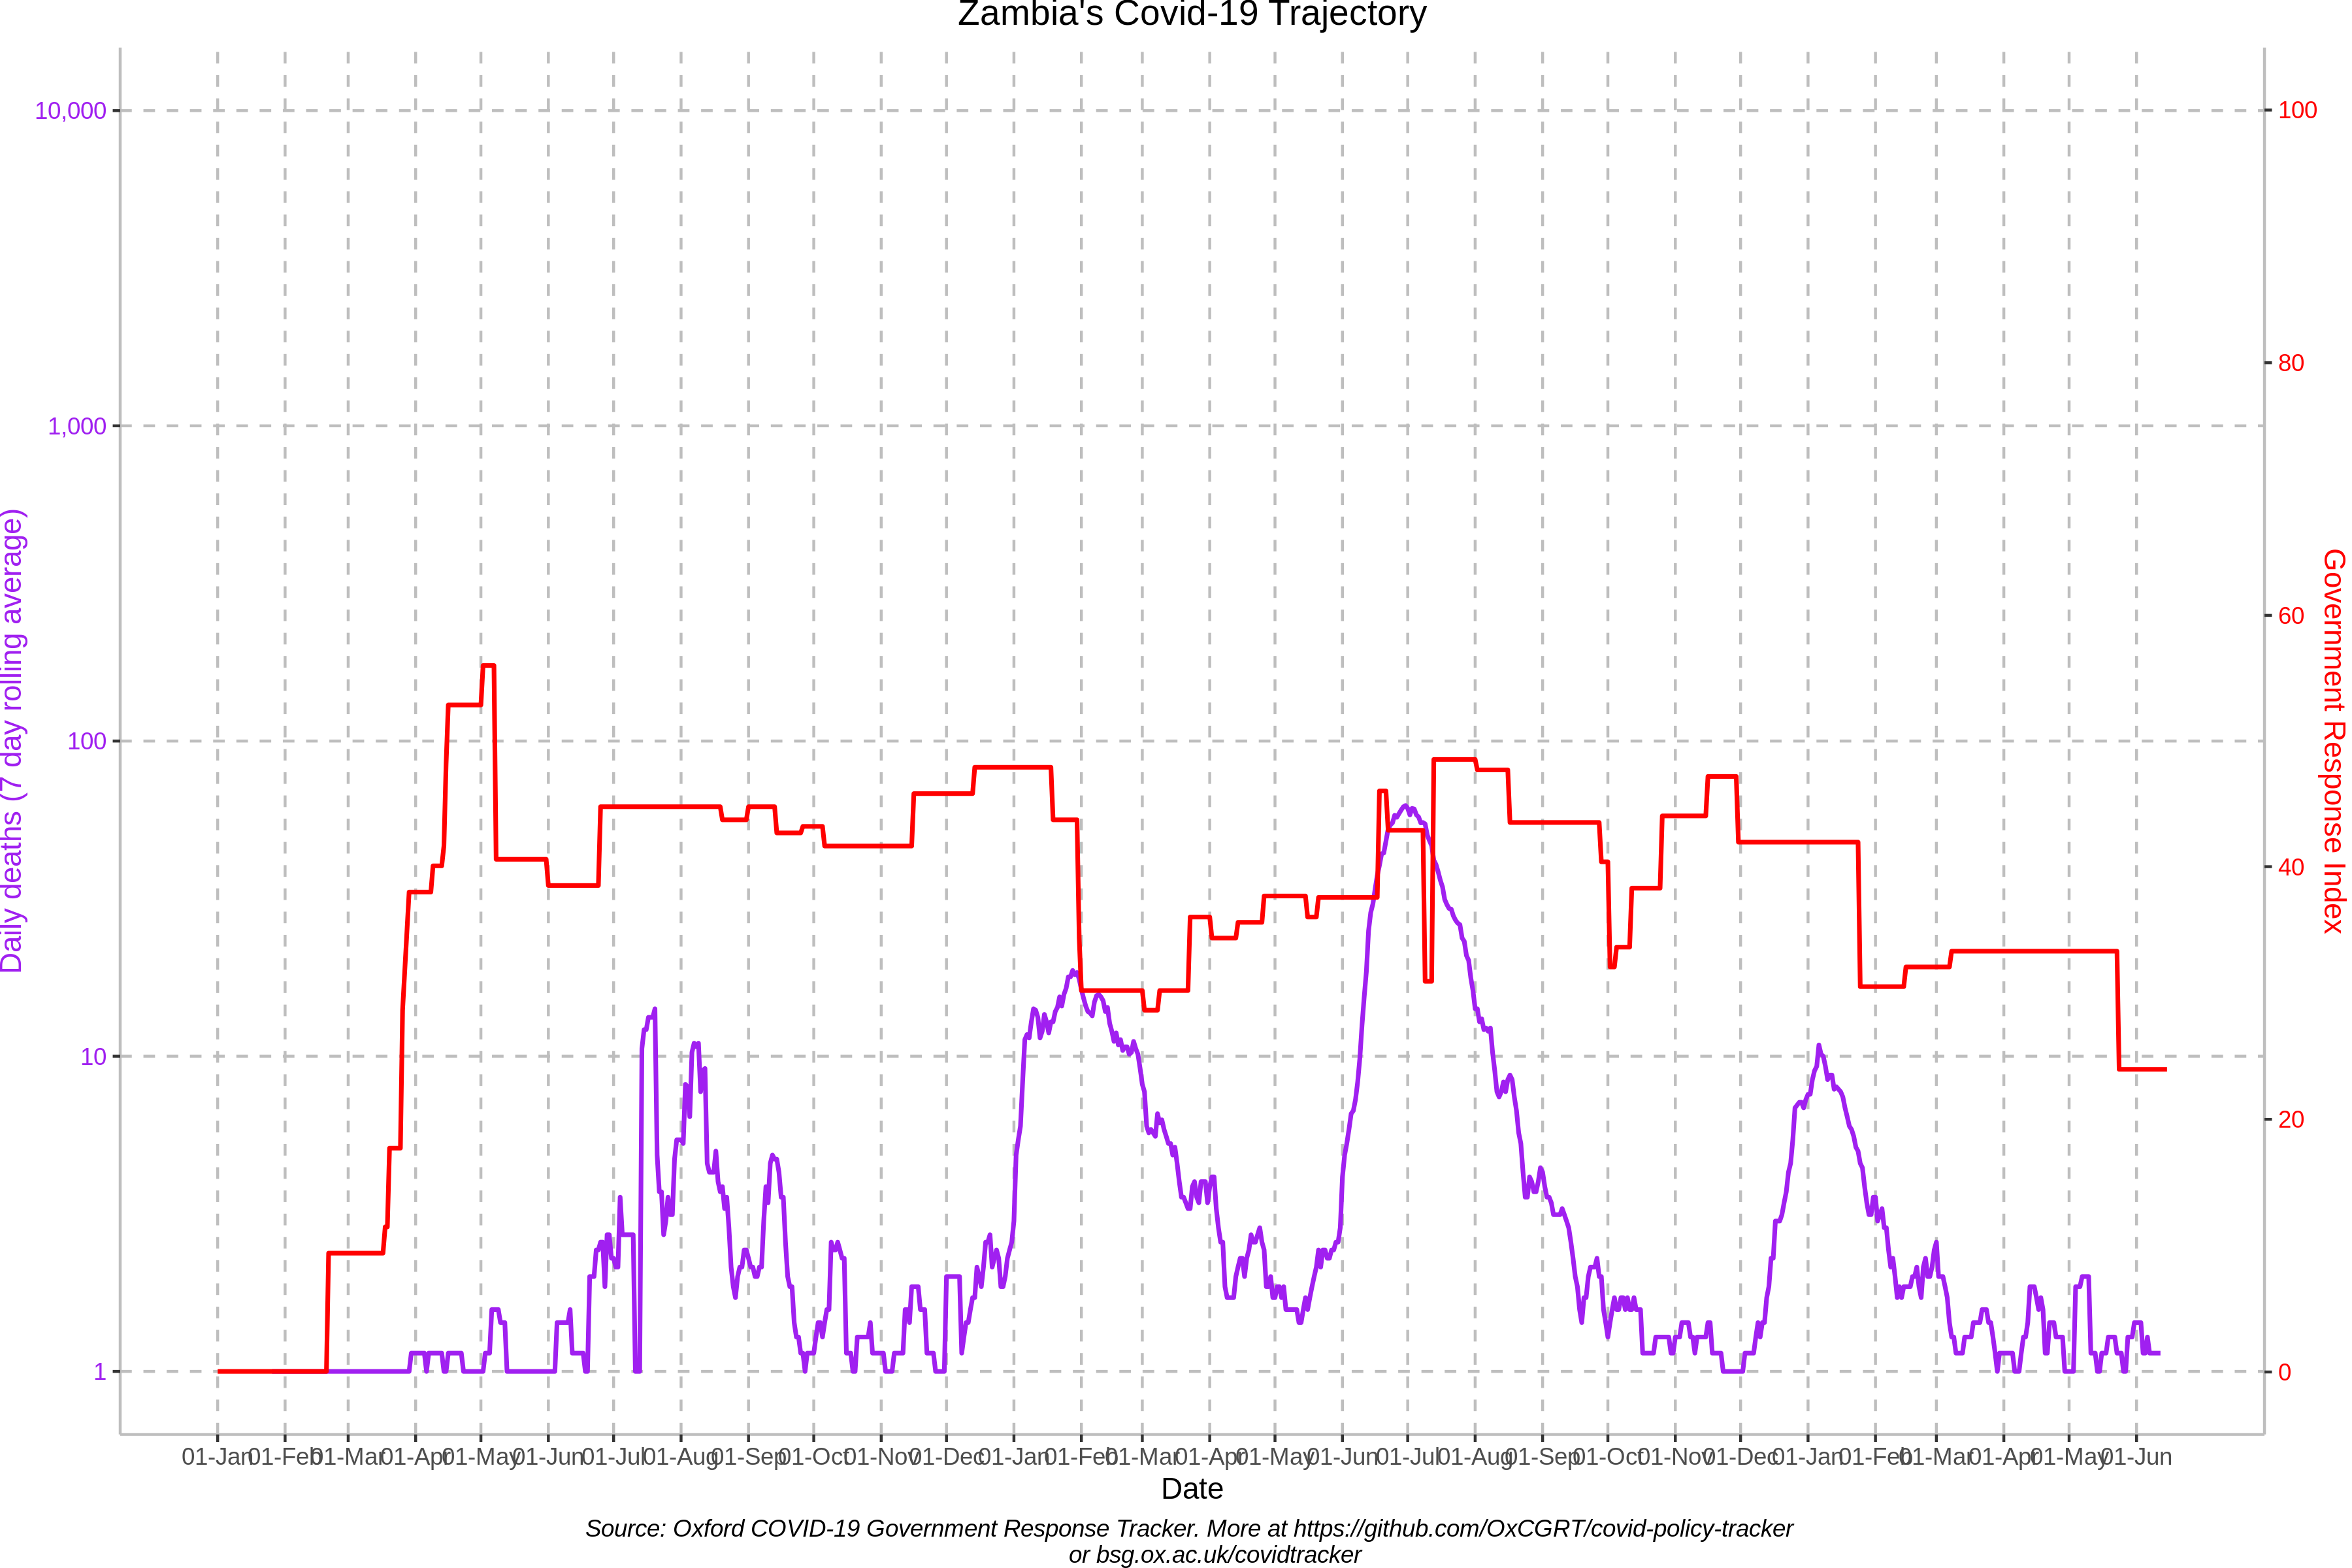 Zambia's Covid-19 Trajectory
10,000
1,000
100
10
1
Daily deaths (7 day rolling average)
100
80
60
40
20
0
Government Response Index
01-Jan 01-Feb 01-Mar 01-Apr 01-May 01-Jun 01-Jul 01-Aug 01-Sep 01-Oct 01-Nov 01-Dec 01-Jan 01-Feb 01-Mar 01-Apr 01-May 01-Jun 01-Jul 01-Aug 01-Sep 01-Oct 01-Nov 01-Dec 01-Jan 01-Feb 01-Mar 01-Apr 01-May 01-Jun
Date
Source: Oxford COVID-19 Government Response Tracker. More at https://github.com/OxCGRT/covid-policy-tracker
or bsg.ox.ac.uk/covidtracker